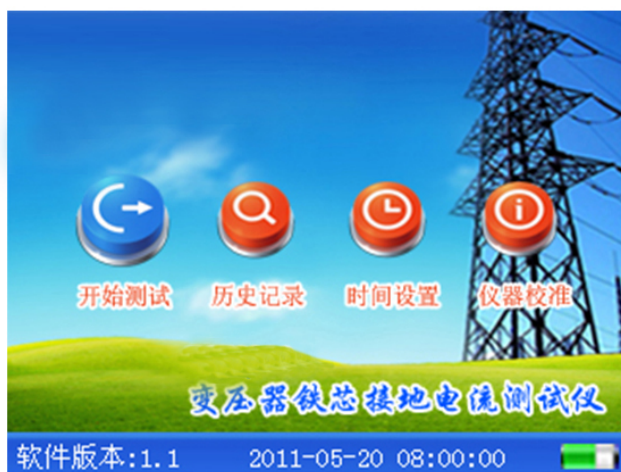 开始测试 历史记录 时间设置 仪器校准
变压器铁芯接地电流测试仪
软件版本:1.1 2011-05-20 08:00:00